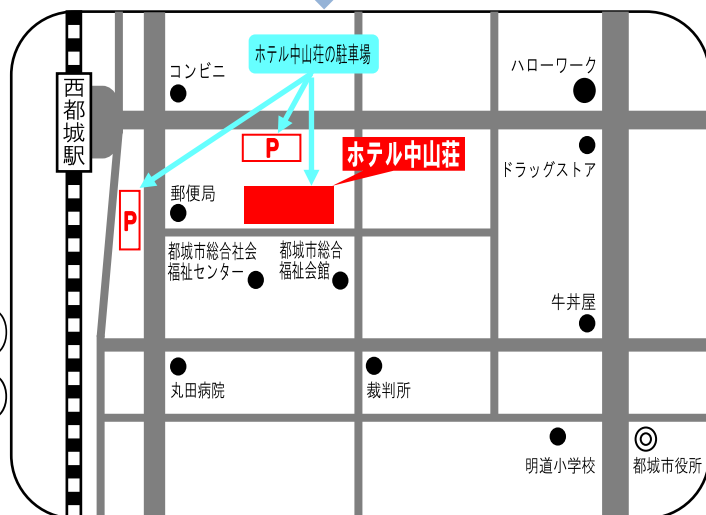 ホテル中山荘の駐車場
コンビニ
ハローワーク
西都城駅
P
ホテル中山荘
ドラッグストア
郵便局
P
都城市総合社会
福祉センター
都城市総合
福祉会館
牛丼屋
丸田病院
裁判所
明道小学校
都城市役所